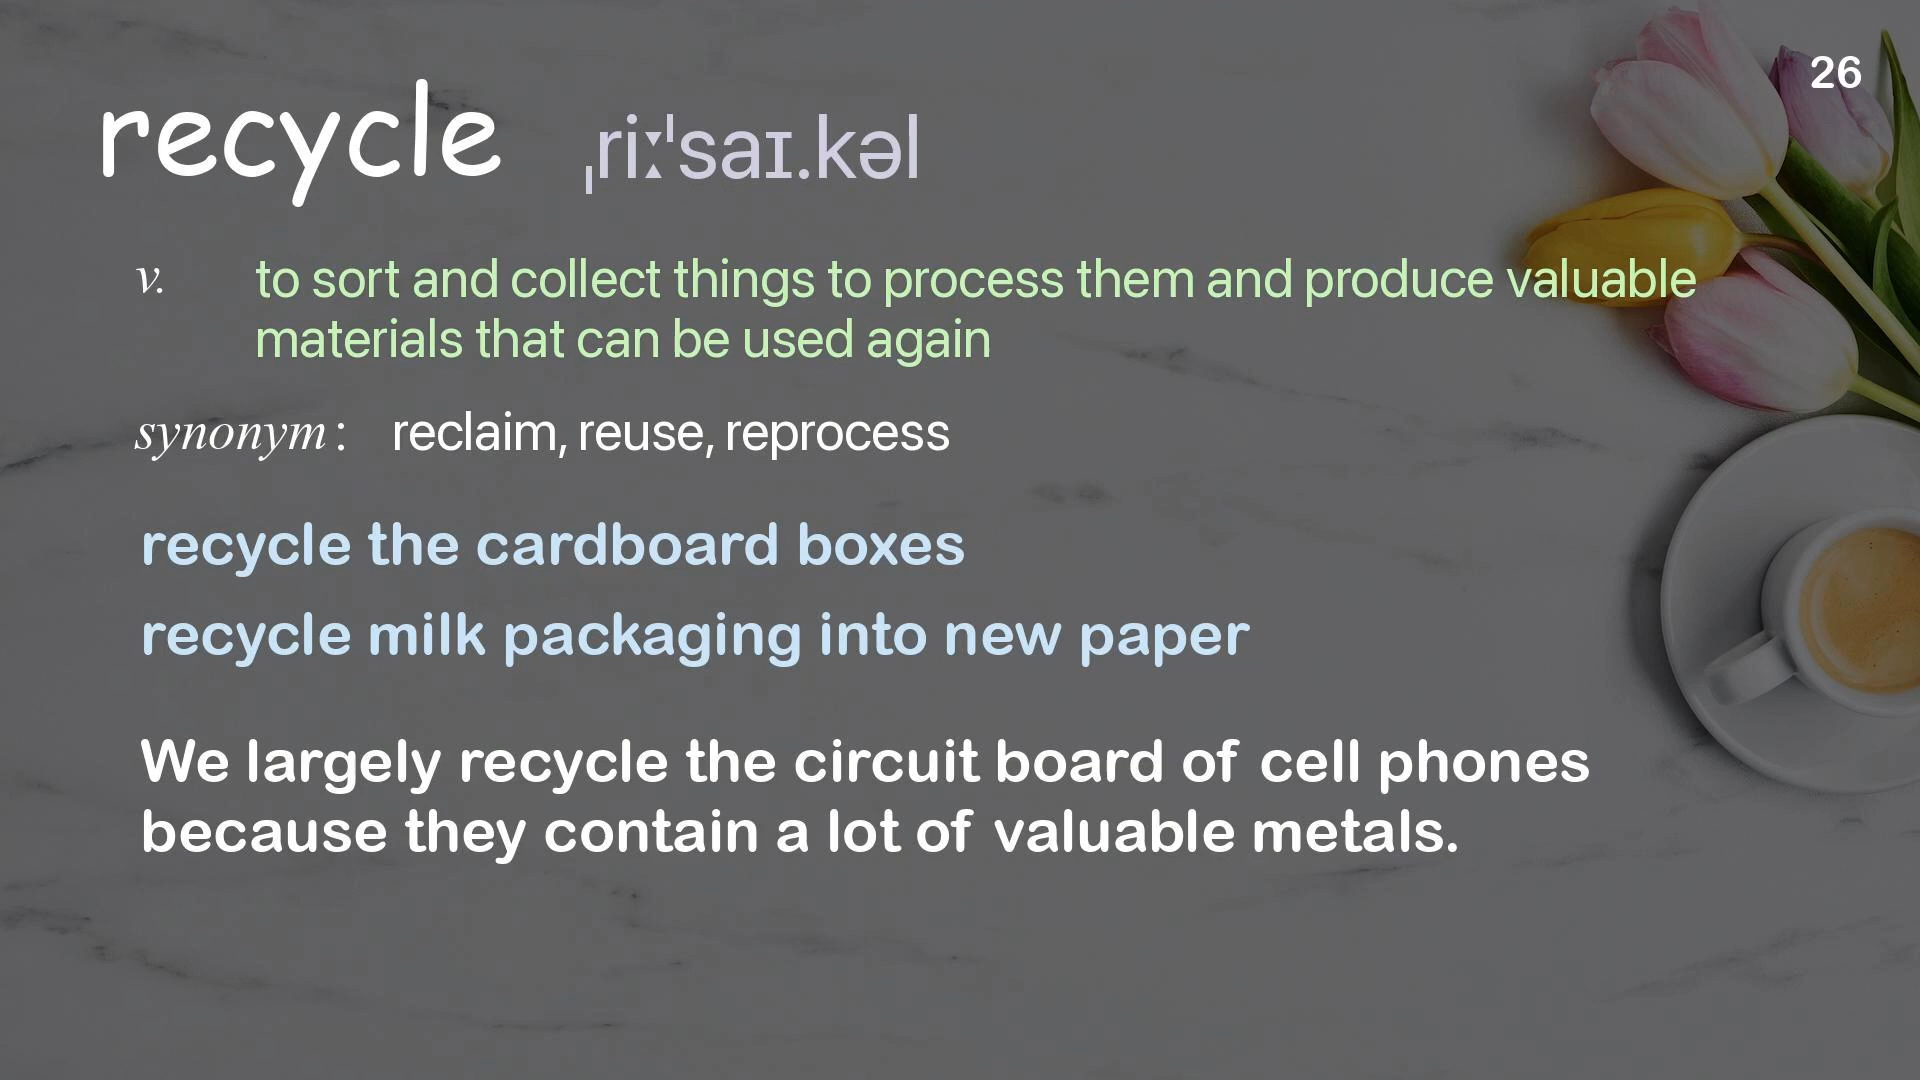 26
recycle ˌriːˈsaɪ.kəl
v. to sort and collect things to process them and produce valuable
materials that can be used again
synonym: reclaim, reuse, reprocess
recycle the cardboard boxes
recycle milk packaging into new paper
We largely recycle the circuit board of cell phones
because they contain a lot of valuable metals.